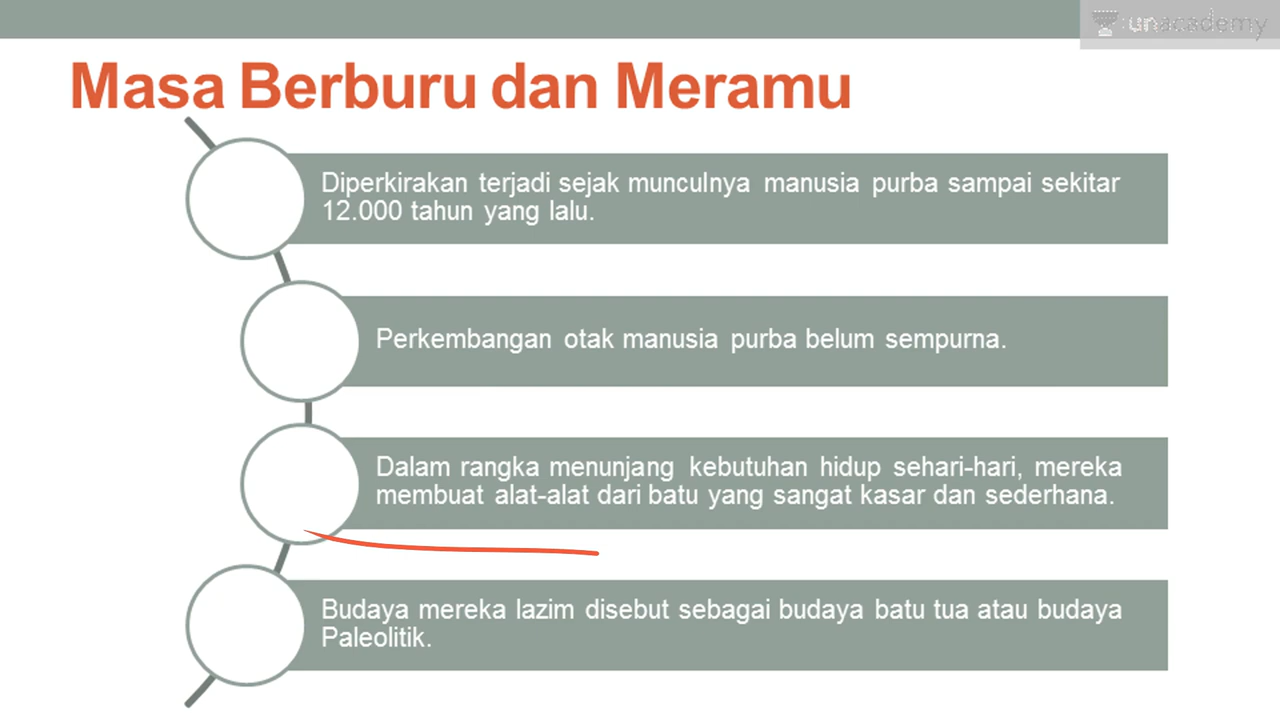 unacademy
Masa Berburu dan Meramu
Diperkirakan terjadi sejak munculnya manusia purba sampai sekitar
12.000 tahun yang lalu.
Perkembangan otak manusia purba belum sempurna.
Dalam rangka menunjang kebutuhan hidup sehari-hari, mereka
membuat alat-alat dari batu yang sangat kasar dan sederhana.
Budaya mereka lazim disebut sebagai budaya batu tua atau budaya
Paleolitik.